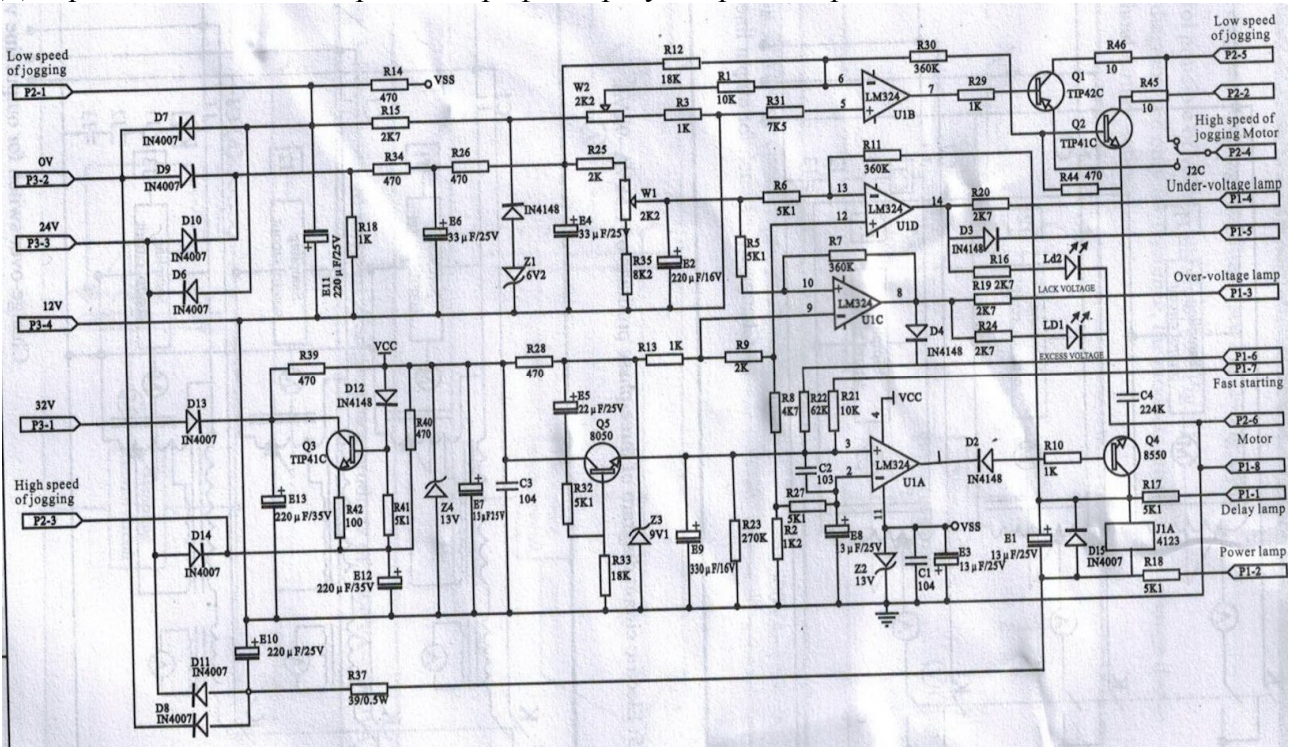 Low speed
of jogging
P2-1
R14
470
VSS
R15
2K7
D7
IN4007
0V
P3-2
D9
IN4007
R34
470
R26
470
24V
P3-3
D10
IN4007
D6
IN4007
R18
1K
E11
220μF/25V
E6
33μF/25V
IN4148
Z1
6V2
E4
33μF/25
12V
P3-4
R12
18K
W2
2K2
R1
10K
R3
1K
R31
7K5
R25
2K
W1
2K2
R35
8K2
E2
220μF/16V
R6
5K1
R5
5K1
R30
360K
6
5
7
LM324
U1B
R29
1K
R11
360K
13
12
14
LM324
U1D
R7
360K
10
9
8
LM324
U1C
D4
IN4148
Q1
TIP42C
R46
10
R45
10
Q2
TIP41C
R44 470
J2C
Low speed
of jogging
P2-5
P2-2
High speed of
jogging Motor
P2-4
Under-voltage lamp
P1-4
R20
2K7
D3
IN4148
P1-5
R16
Ld2
LACK VOLTAGE
R19 2K7
2K7
Over-voltage lamp
P1-3
R24
2K7
LD1
EXCESS VOLTAGE
P1-6
P1-7
Fast starting
32V
P3-1
D13
IN4007
R39
470
VCC
D12
IN4148
Q3
TIP41C
R40
470
R42
100
R41
5K1
E13
220μF/35V
E12
220μF/35V
Z4
13V
E7
13μF25V
C3
104
R28
470
R13 1K
R9
2K
E5
22μF/25V
Q5
8050
R32
5K1
R33
18K
Z3
9V1
E9
330μF/16V
R23
270K
R8
4K7
R22
62K
R21
10K
C2
103
R27
5K1
R2
1K2
E8
3μF/25V
VCC
4
3
2
1
11
LM324
U1A
D2
IN4148
R10
1K
Z2
13V
C1
104
VSS
E3
13μF/25V
E1
13μF/25V
D15
IN4007
C4
224K
Q4
8550
R17
5K1
J1A
4123
R18
5K1
P2-6
Motor
P1-8
P1-1
Delay lamp
Power lamp
P1-2
High speed
of jogging
P2-3
D14
IN4007
E10
220μF/25V
D11
IN4007
D8
IN4007
R37
39/0.5W